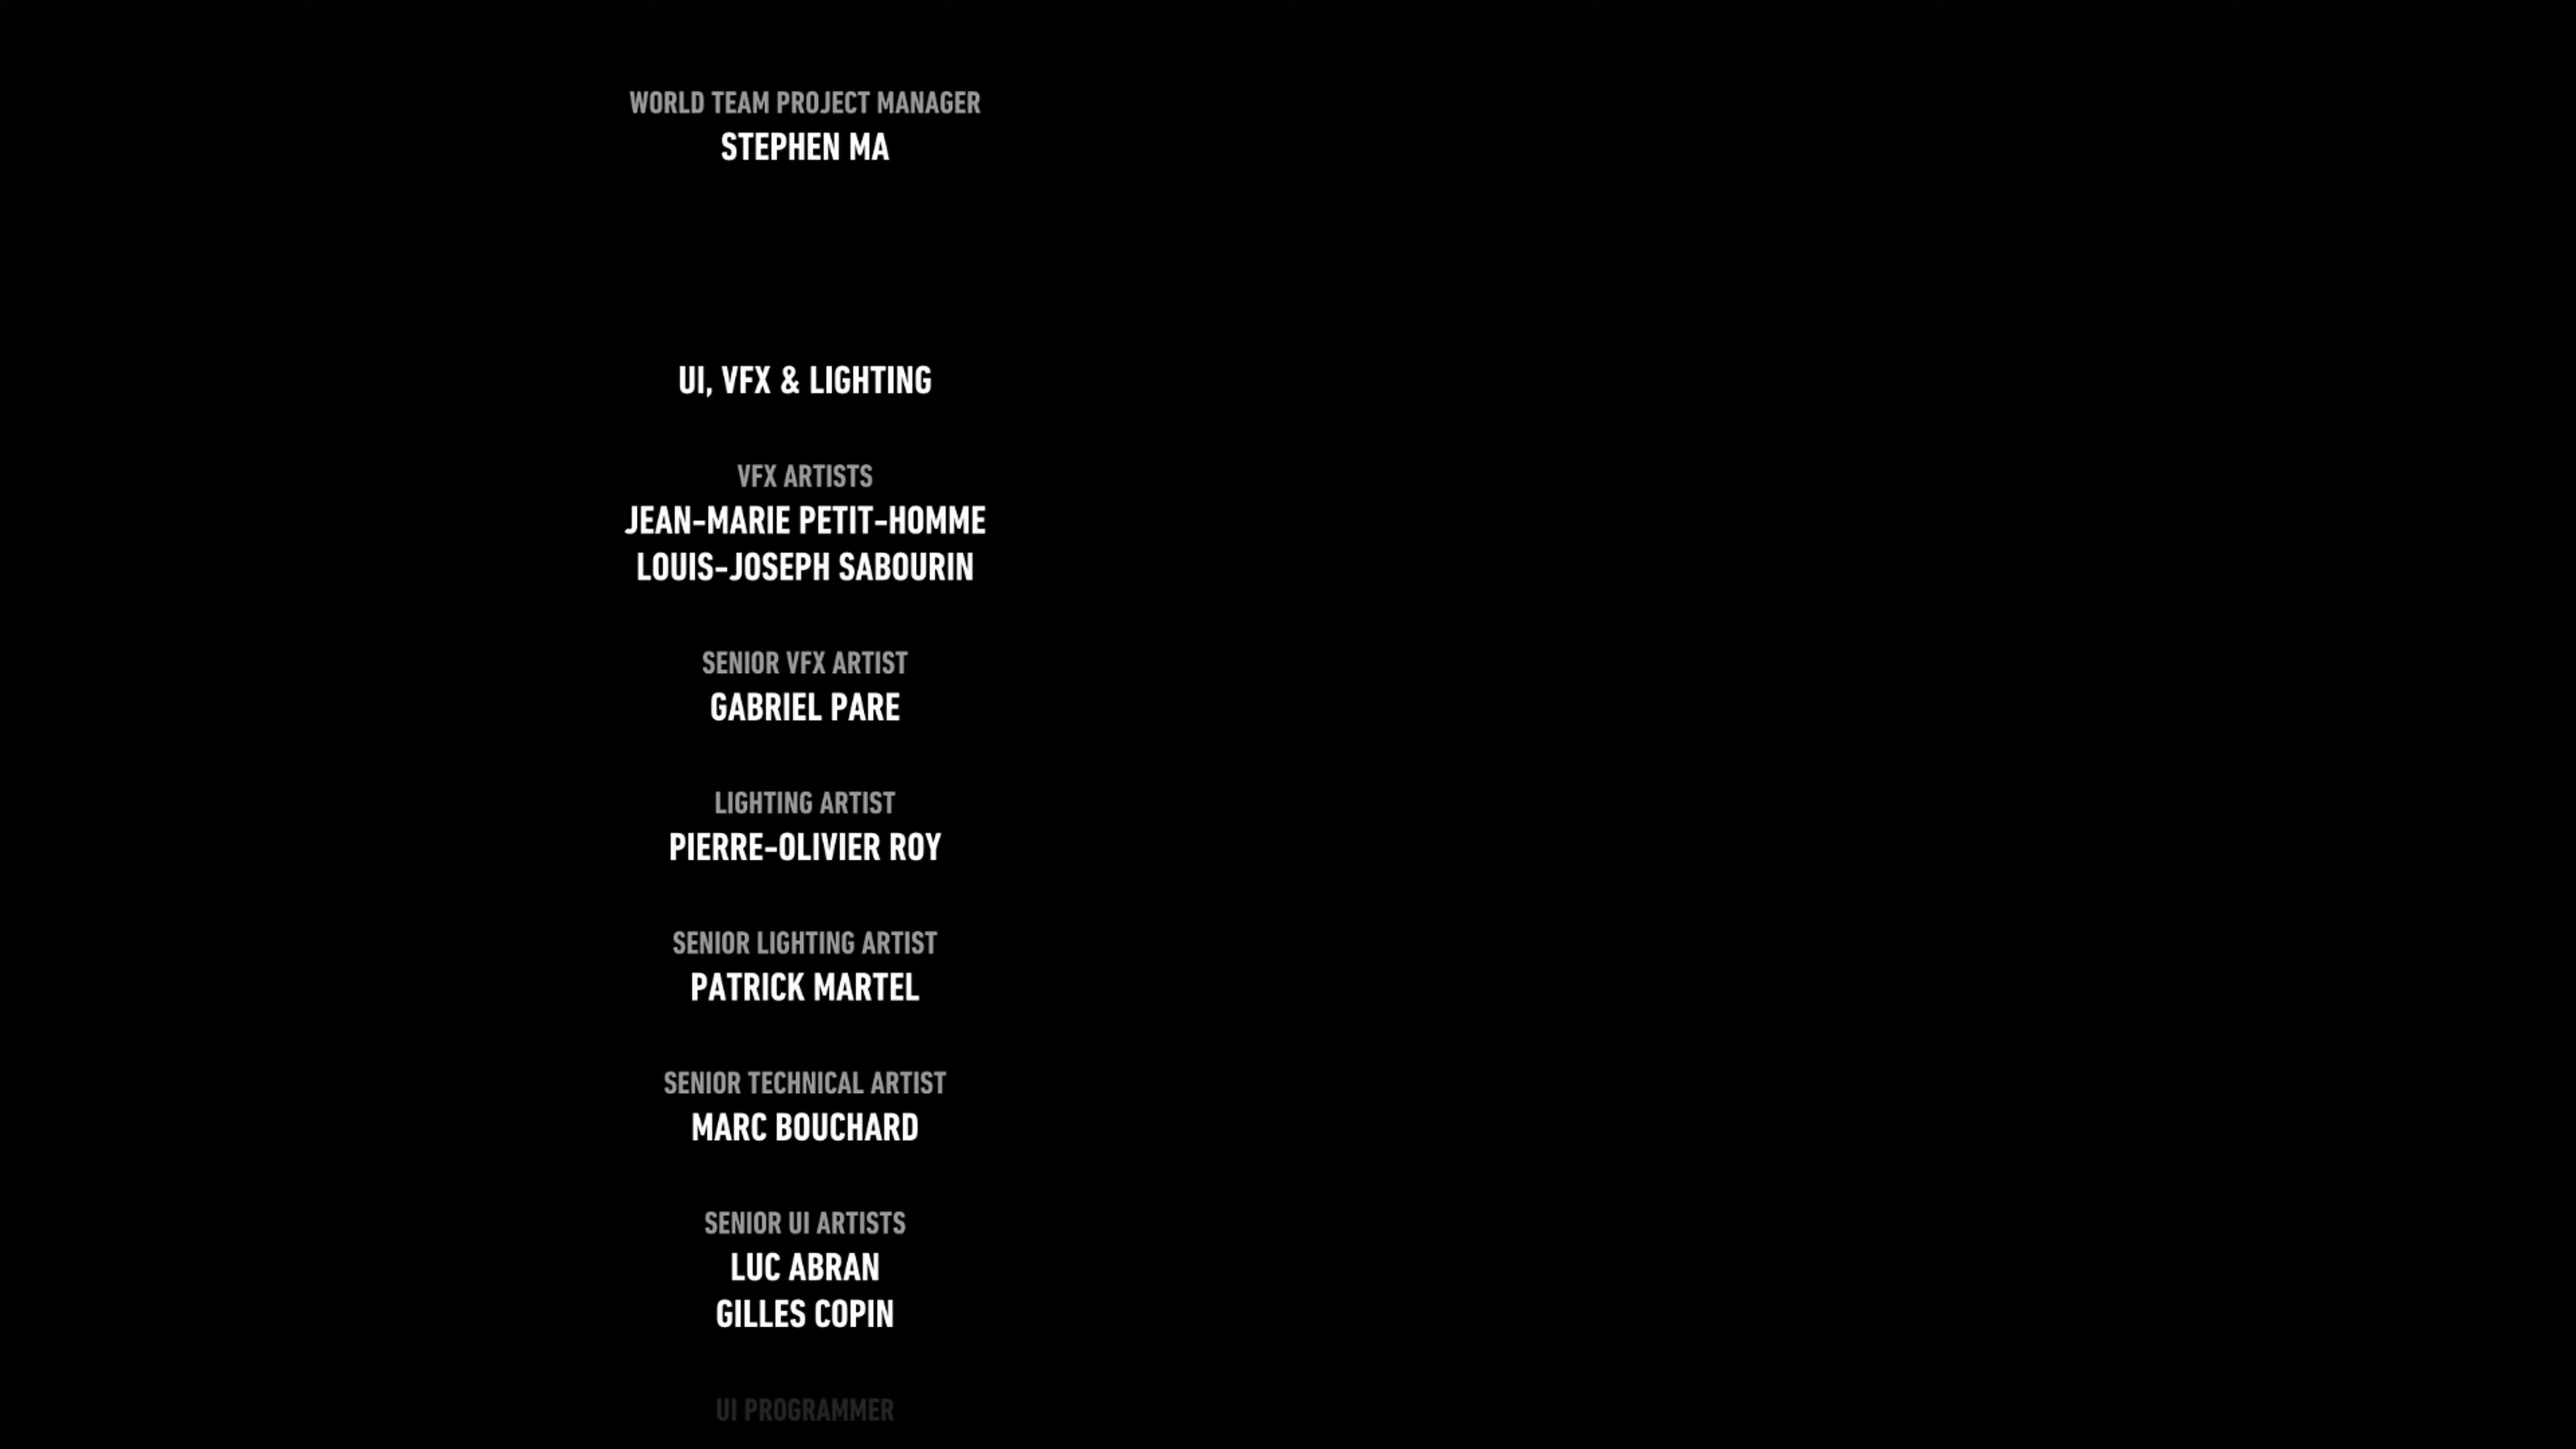 WORLD TEAM PROJECT MANAGER
STEPHEN MA
UI, VFX & LIGHTING
VFX ARTISTS
JEAN-MARIE PETIT-HOMME
LOUIS-JOSEPH SABOURIN
SENIOR VFX ARTIST
GABRIEL PARE
LIGHTING ARTIST
PIERRE-OLIVIER ROY
SENIOR LIGHTING ARTIST
PATRICK MARTEL
SENIOR TECHNICAL ARTIST
MARC BOUCHARD
SENIOR UI ARTISTS
LUC ABRAN
GILLES COPIN
UI PROGRAMMER